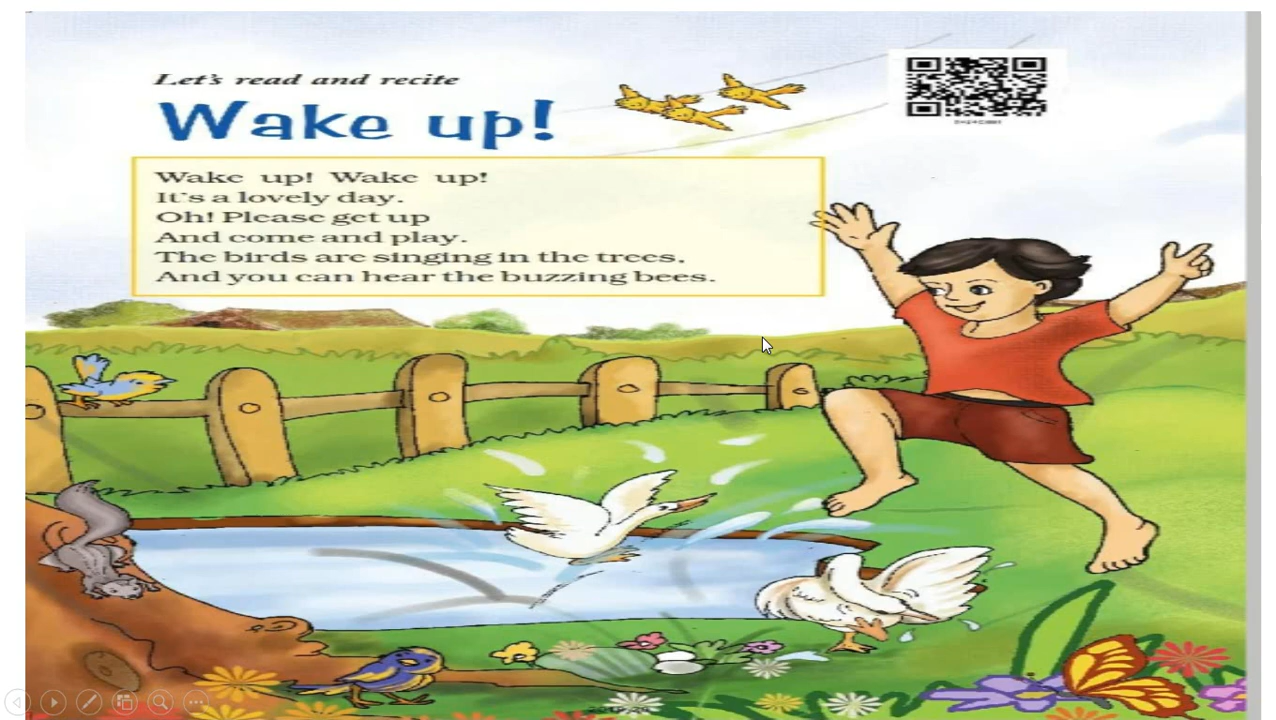 Let's read and recite
Wake up!
Wake up! Wake up!
It's a lovely day.
Oh! Please get up
And come and play.
The birds are singing in the trees,
And you can hear the buzzing bees.